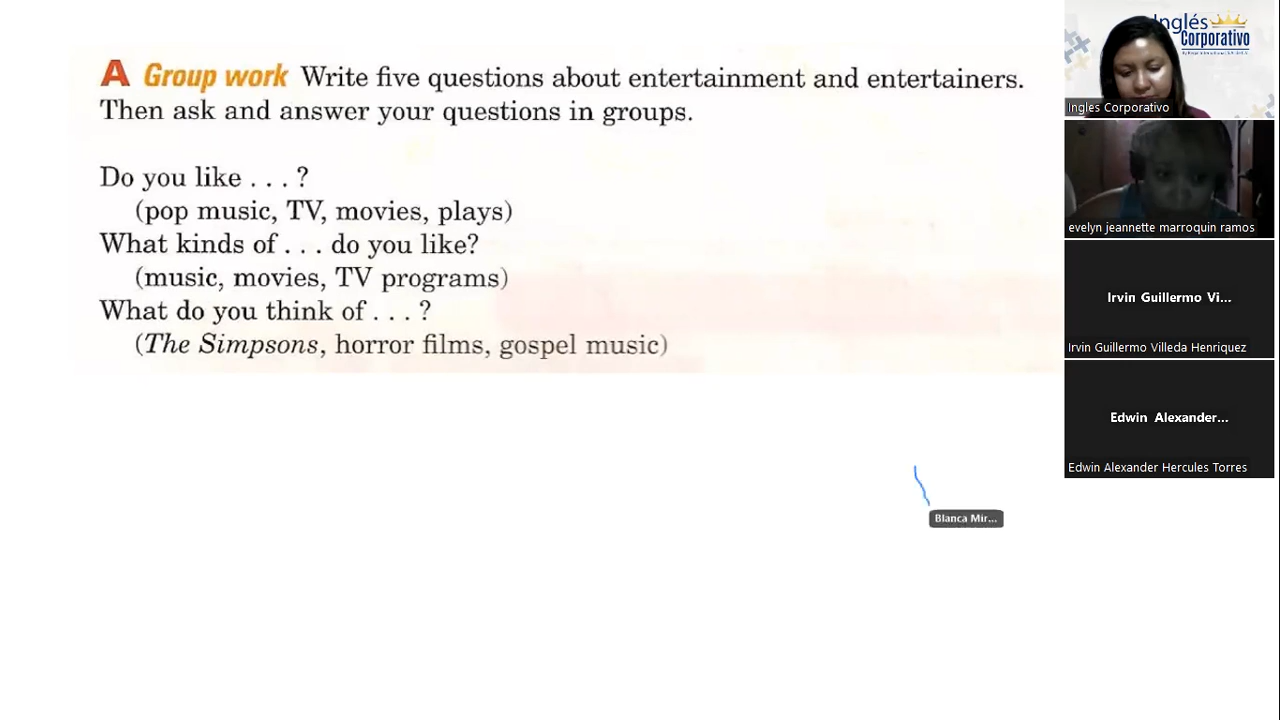 A Group work Write five questions about entertainment and entertainers.
Then ask and answer your questions in groups.
Do you like . . . ?
(pop music, TV, movies, plays)
What kinds of . . . do you like?
(music, movies, TV programs)
What do you think of . . . ?
(The Simpsons, horror films, gospel music)
Blanca Mir...
Inglés
Corporativo
Ingles Corporativo
evelyn jeannette marroquin ramos
Irvin Guillermo Vi...
Irvin Guillermo Villeda Henriquez
Edwin Alexander...
Edwin Alexander Hercules Torres